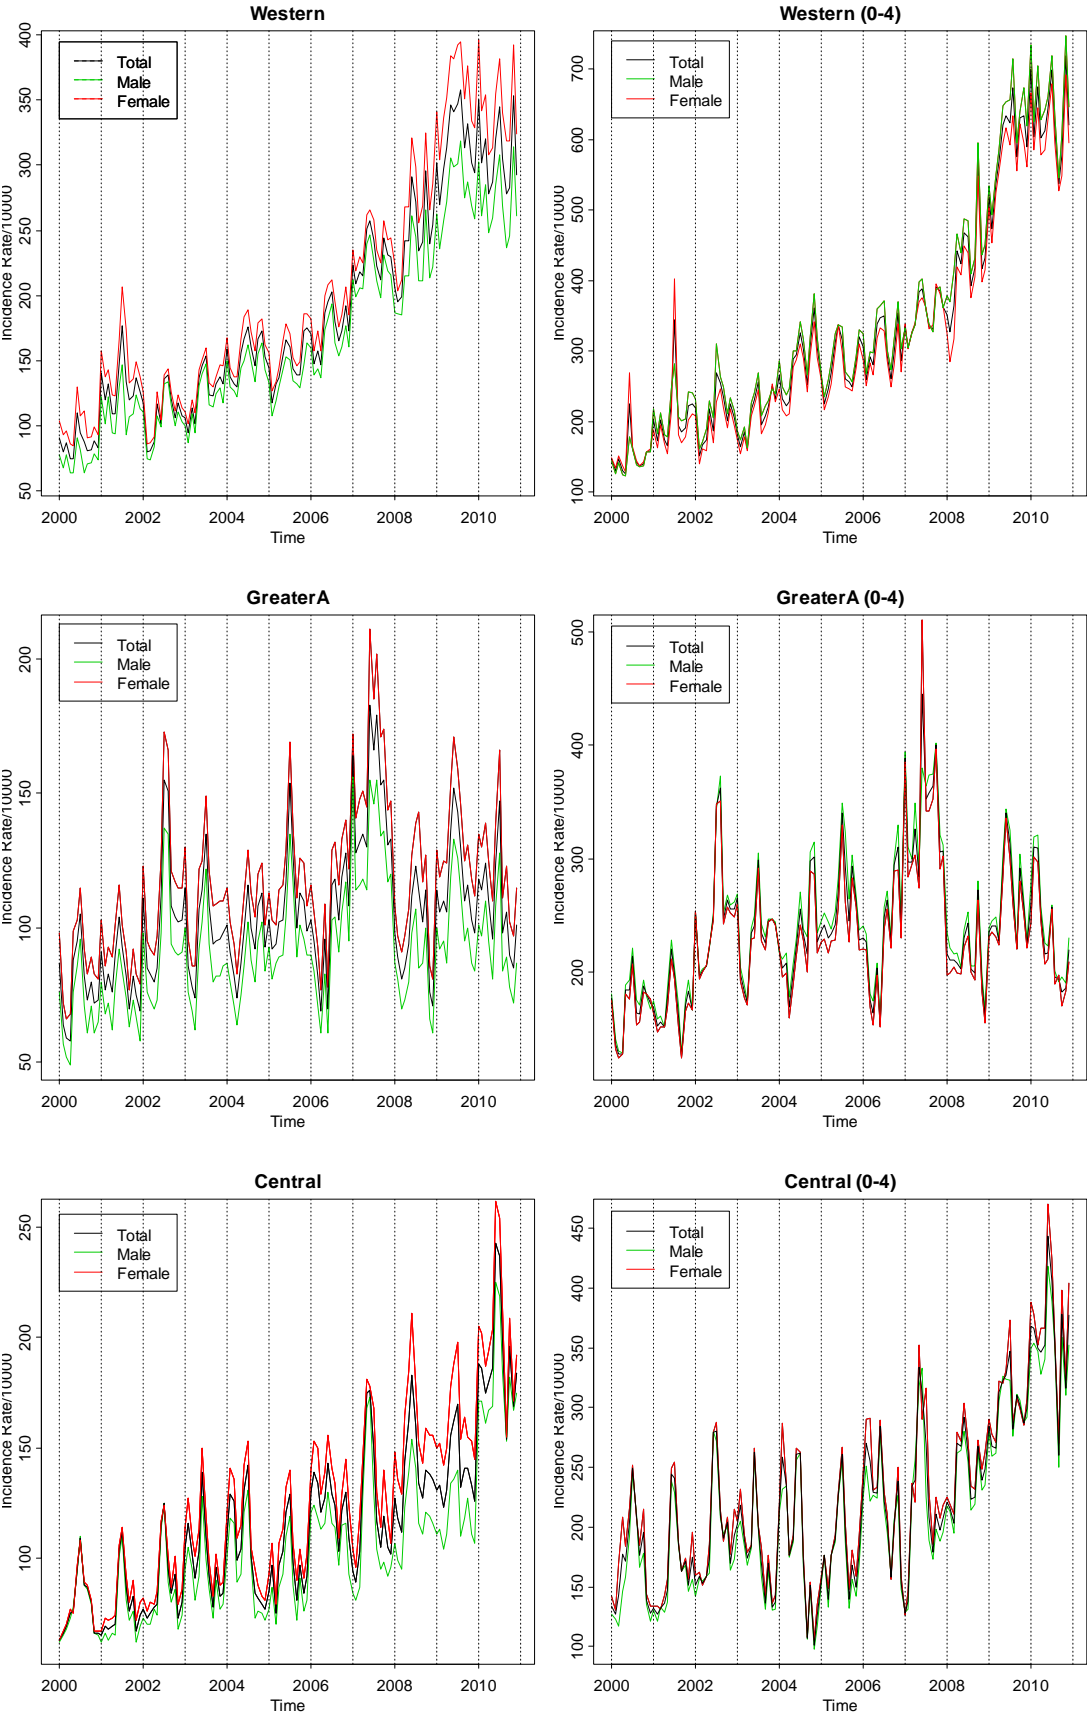 Western
Incidence Rate/10000
400
350
300
250
200
150
100
50
Total
Male
Female
2000 2002 2004 2006 2008 2010
Time
Western (0-4)
Incidence Rate/10000
700
600
500
400
300
200
100
Total
Male
Female
2000 2002 2004 2006 2008 2010
Time
GreaterA
Incidence Rate/10000
200
150
100
50
Total
Male
Female
2000 2002 2004 2006 2008 2010
Time
GreaterA (0-4)
Incidence Rate/10000
500
400
300
200
Total
Male
Female
2000 2002 2004 2006 2008 2010
Time
Central
Incidence Rate/10000
250
200
150
100
Total
Male
Female
2000 2002 2004 2006 2008 2010
Time
Central (0-4)
Incidence Rate/10000
450
400
350
300
250
200
150
100
Total
Male
Female
2000 2002 2004 2006 2008 2010
Time